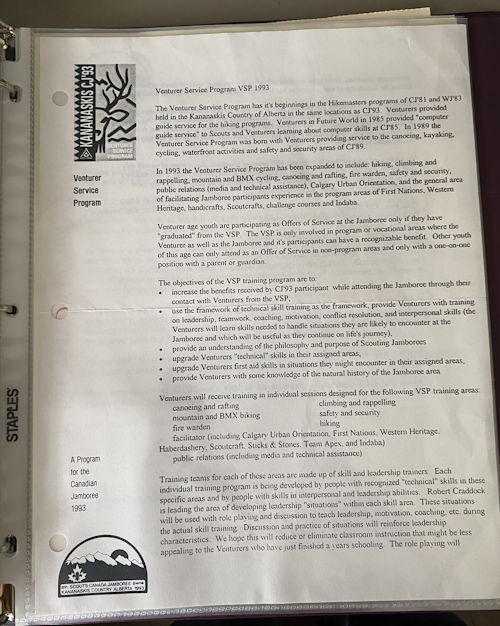 KANANASKIS CJ'93
VENTURER
SERVICE
PROGRAM
Venturer
Service
Program
Venturer Service Program VSP 1993
The Venturer Service Program has it's beginnings in the Hikemasters programs of CJ'81 and WJ'83
held in the Kananaskis Country of Alberta in the same locations as CJ'93. Venturers provided
guide service for the hiking programs. Venturers in Future World in 1985 provided "computer
guide service" to Scouts and Venturers learning about computer skills at CJ'85. In 1989 the
Venturer Service Program was born with Venturers providing service to the canoeing, kayaking,
cycling, waterfront activities and safety and security areas of CJ'89.
In 1993 the Venturer Service Program has been expanded to include: hiking, climbing and
rappelling, mountain and BMX cycling, canoeing and rafting, fire warden, safety and security,
public relations (media and technical assistance), Calgary Urban Orientation, and the general area
of facilitating Jamboree participants experience in the program areas of First Nations, Western
Heritage, handicrafts, Scoutcrafts, challenge courses and Indaba.
Venturer age youth are participating as Offers of Service at the Jamboree only if they have
"graduated" from the VSP. The VSP is only involved in program or vocational areas where the
Venturer as well as the Jamboree and it's participants can have a recognizable benefit. Other youth
of this age can only attend as an Offer of Service in non-program areas and only with a one-on-one
position with a parent or guardian.
The objectives of the VSP training program are to:
• increase the benefits received by CJ'93 participant while attending the Jamboree through their
contact with Venturers from the VSP,
• use the framework of technical skill training as the framework, provide Venturers with training
on leadership, teamwork, coaching, motivation, conflict resolution, and interpersonal skills (the
Venturers will learn skills needed to handle situations they are likely to encounter at the
Jamboree and which will be useful as they continue on life's journey),
• provide an understanding of the philosophy and purpose of Scouting Jamborees
• upgrade Venturers "technical" skills in their assigned areas,
• upgrade Venturers first aid skills in situations they might encounter in their assigned areas,
• provide Venturers with some knowledge of the natural history of the Jamboree area
Venturers will receive training in individual sessions designed for the following VSP training areas:
canoeing and rafting climbing and rappelling
mountain and BMX biking safety and security
fire warden hiking
facilitator (including Calgary Urban Orientation, First Nations, Western Heritage,
Haberdashery, Scoutcraft, Sticks & Stones, Team Apex, and Indaba)
public relations (including media and technical assistance)
Training teams for each of these areas are made up of skill and leadership trainers. Each
individual training program is being developed by people with recognized "technical" skills in these
specific areas and by people with skills in interpersonal and leadership abilities. Robert Craddock
is leading the area of developing leadership "situations" within each skill area. These situations
will be used with role playing and discussion to teach leadership, motivation, coaching, etc. during
the actual skill training. Discussion and practice of situations will reinforce leadership
characteristics. We hope this will reduce or eliminate classroom instruction that might be less
appealing to the Venturers who have just finished a years schooling. The role playing will
A Program
for the
Canadian
Jamboree
1993
8TH SCOUTS CANADA JAMBOREE
KANANASKIS COUNTRY ALBERTA 1993
STAPLES